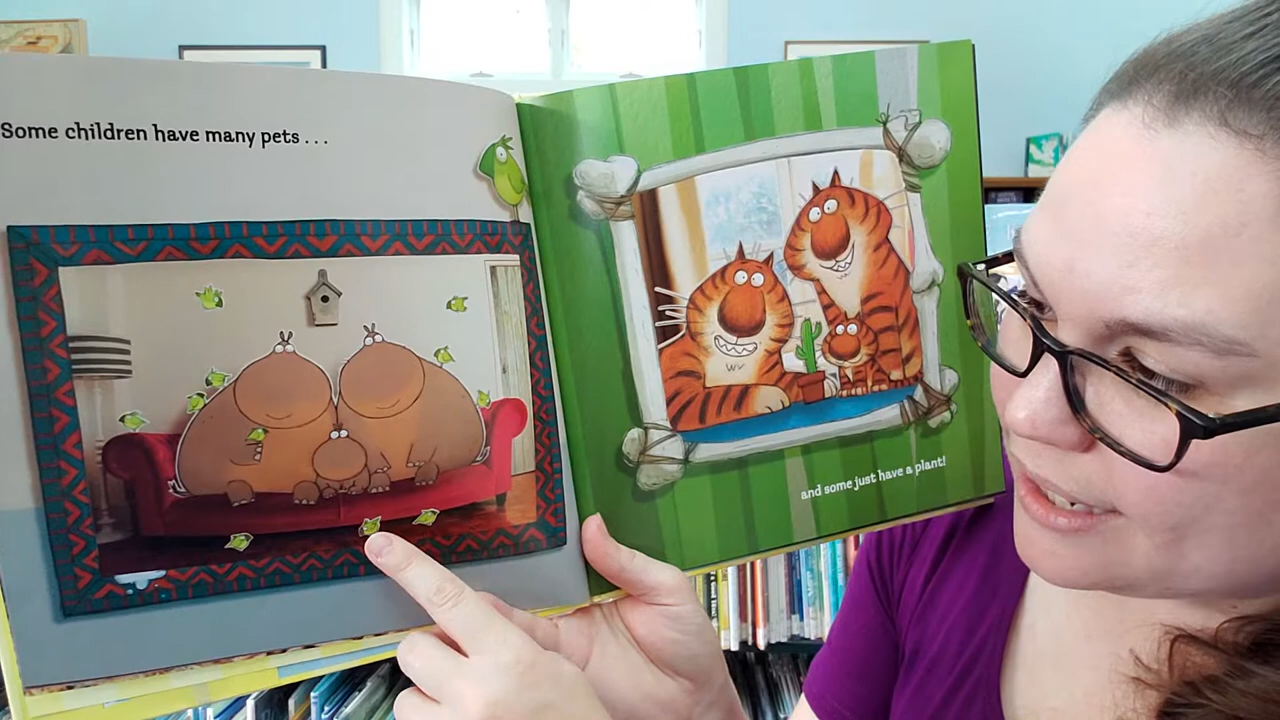 Some children have many pets . . .
and some just have a plant!